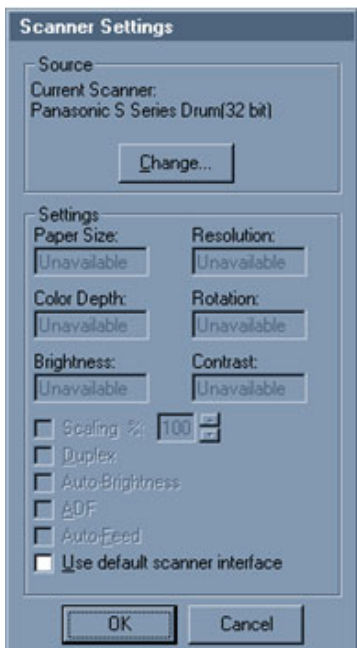 Scanner Settings
Source
Current Scanner:
Panasonic S Series Drum(32 bit)
Change...
Settings
Paper Size: Resolution:
Unavailable Unavailable
Color Depth: Rotation:
Unavailable Unavailable
Brightness: Contrast:
Unavailable Unavailable
Scaling %: 100
Duplex
Auto-Brightness
ADF
Auto-Feed
Use default scanner interface
OK Cancel